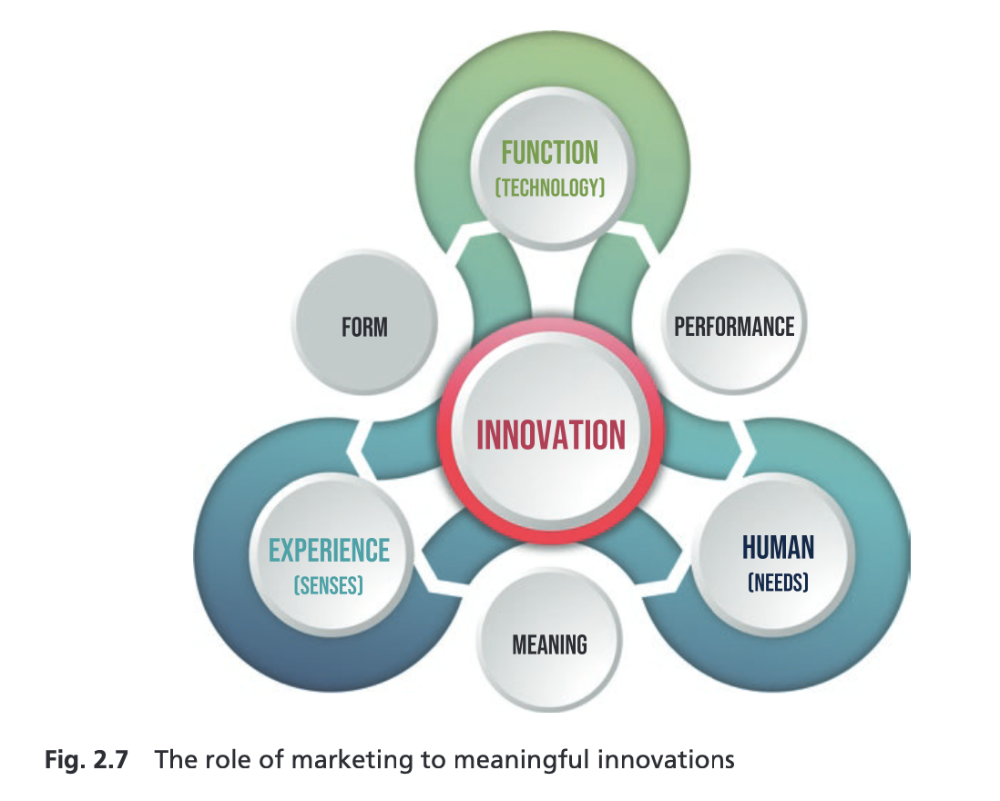 FUNCTION
(TECHNOLOGY)
FORM
PERFORMANCE
INNOVATION
EXPERIENCE
(SENSES)
HUMAN
(NEEDS)
MEANING
Fig. 2.7 The role of marketing to meaningful innovations